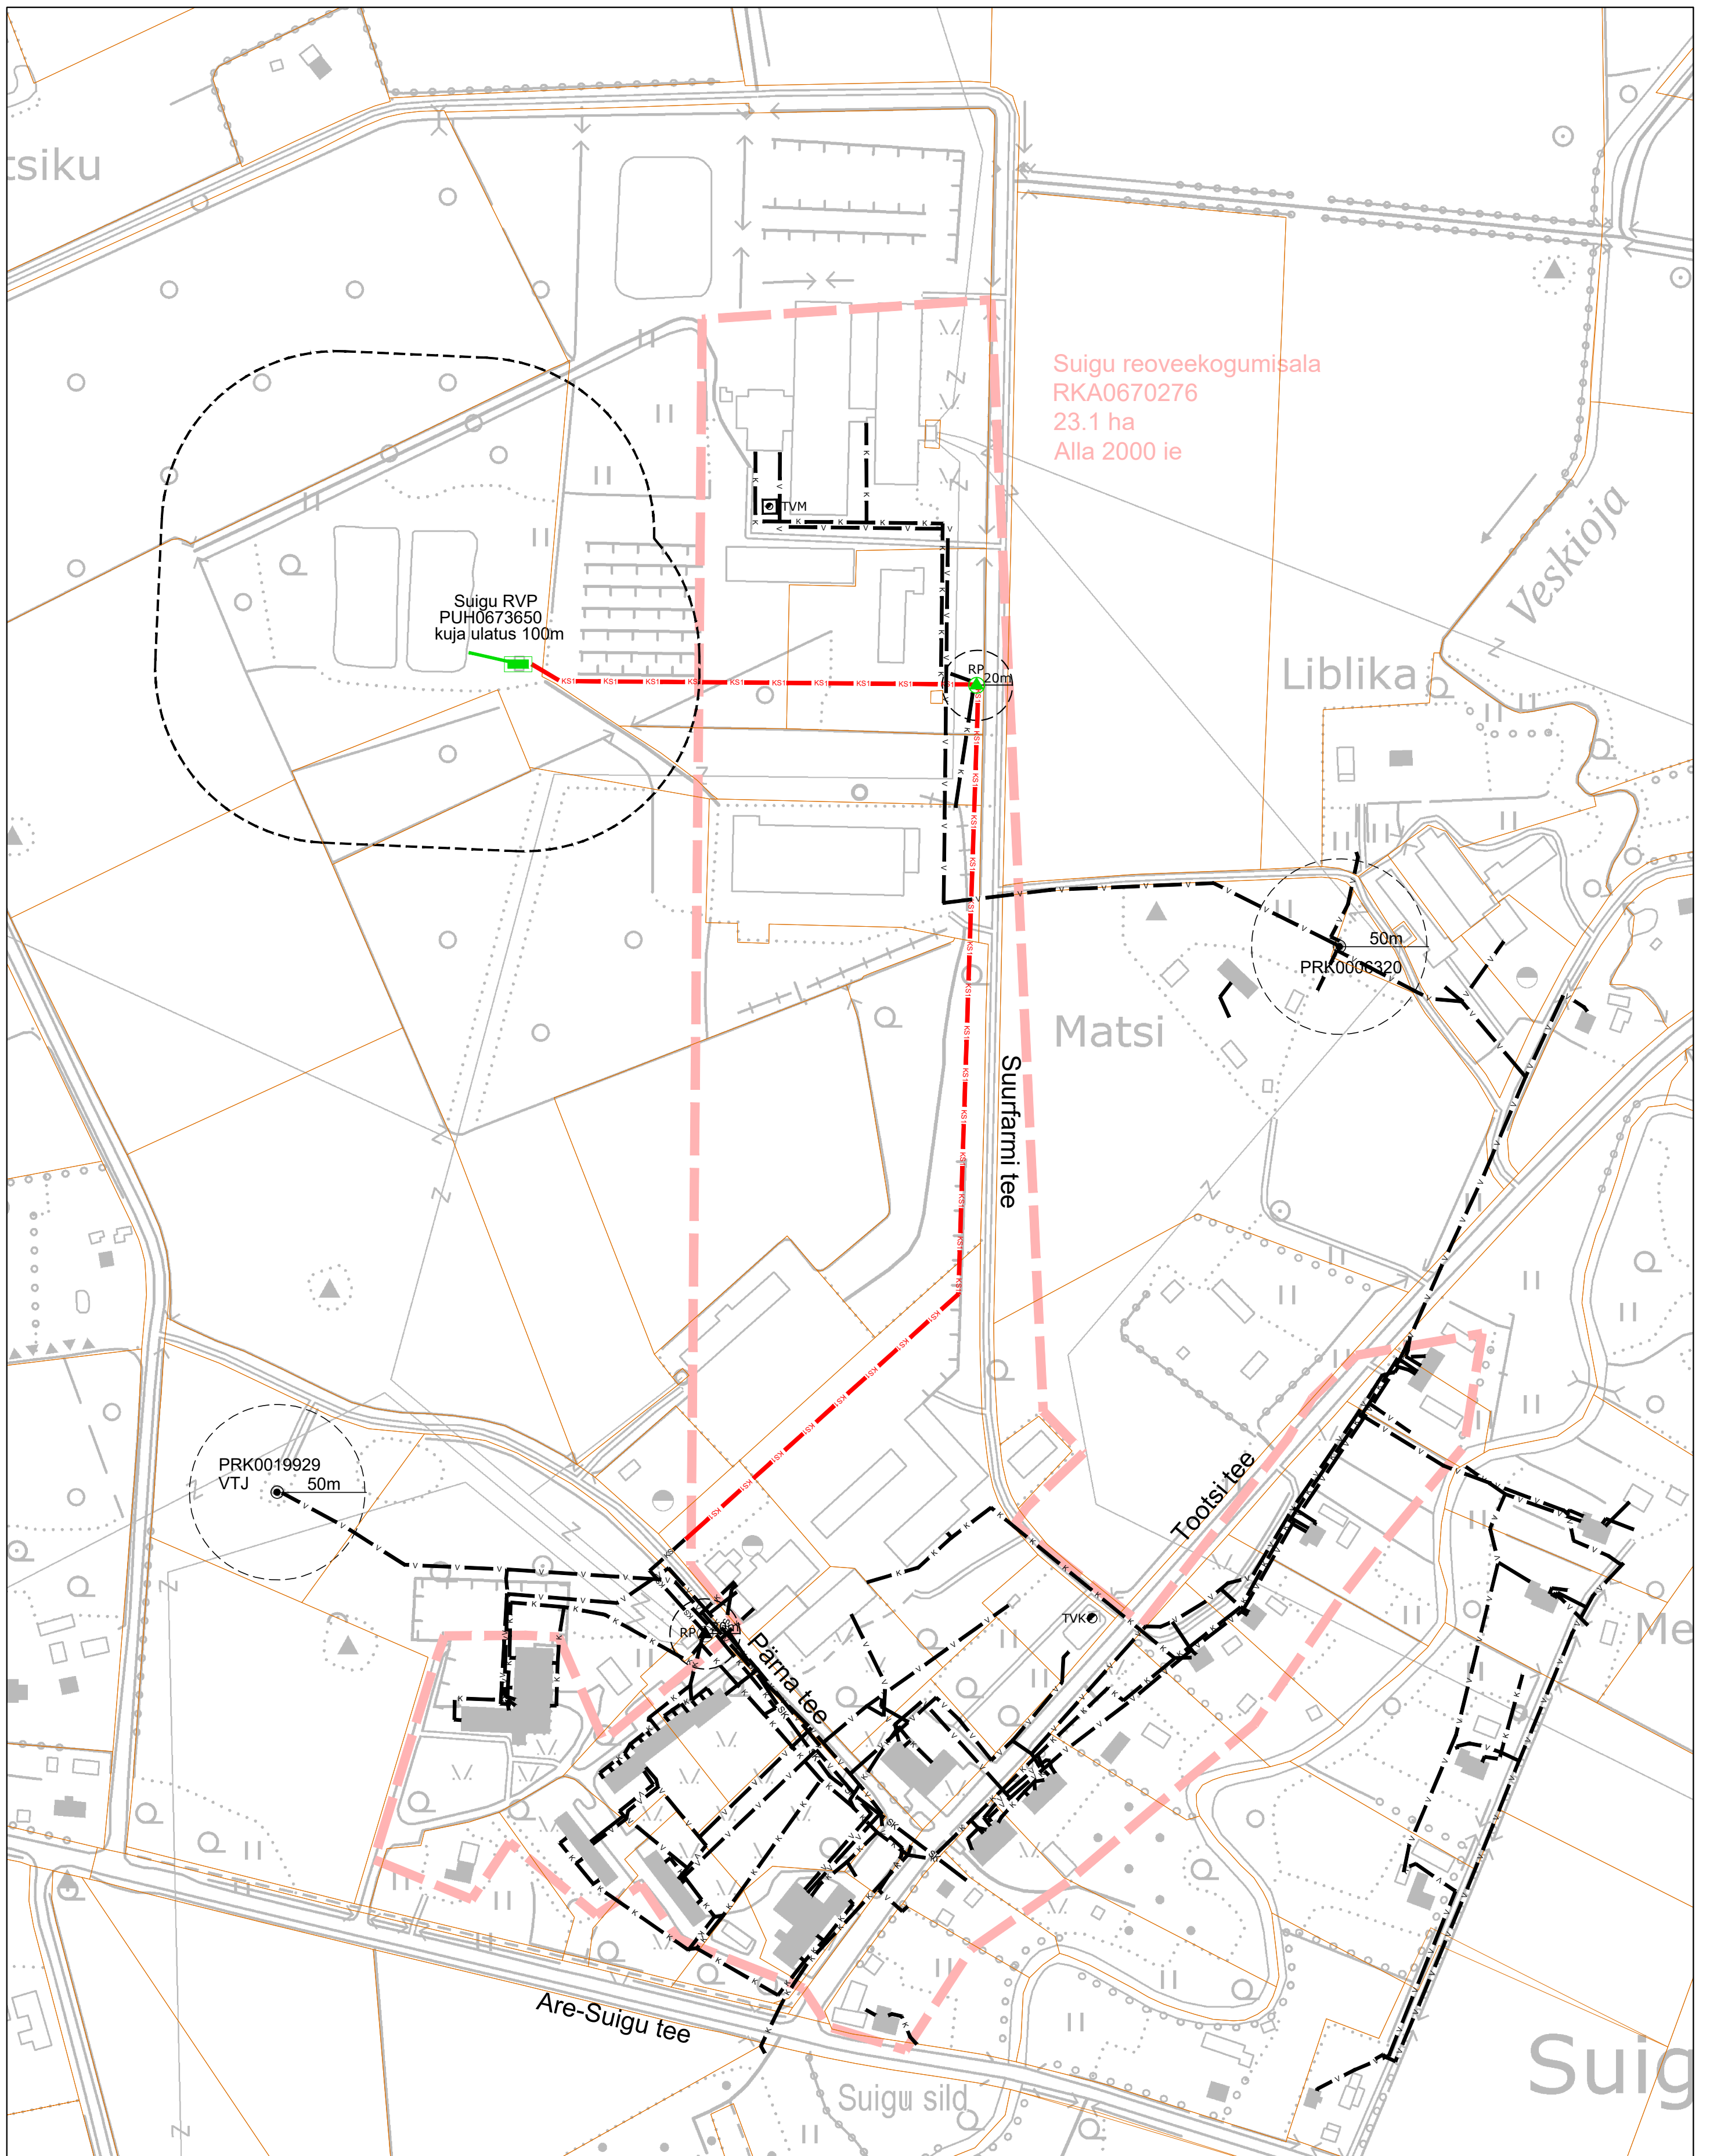 tsiku
Suigu reoveekogumisala
RKA0670276
23.1 ha
Alla 2000 ie
TVM
Veskioja
Suigu RVP
PUH0673650
kuja ulatus 100m
RP
20m
Liblika
50m
PRK0006320
Matsi
Suurfarmi tee
PRK0019929
VTJ
50m
Tootsi tee
TVK
RP
Pärna tee
Me
Are-Suigu tee
Suigu sild
Suig